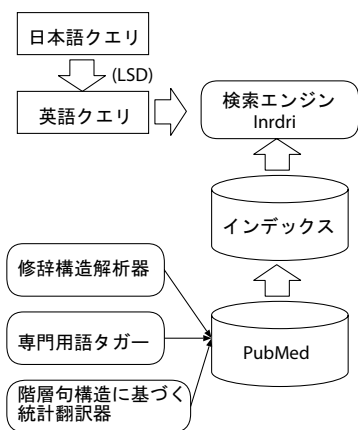 日本語クエリ
(LSD)
英語クエリ
検索エンジン
Inrdri
インデックス
修辞構造解析器
専門用語タガー
PubMed
階層句構造に基づく
統計翻訳器